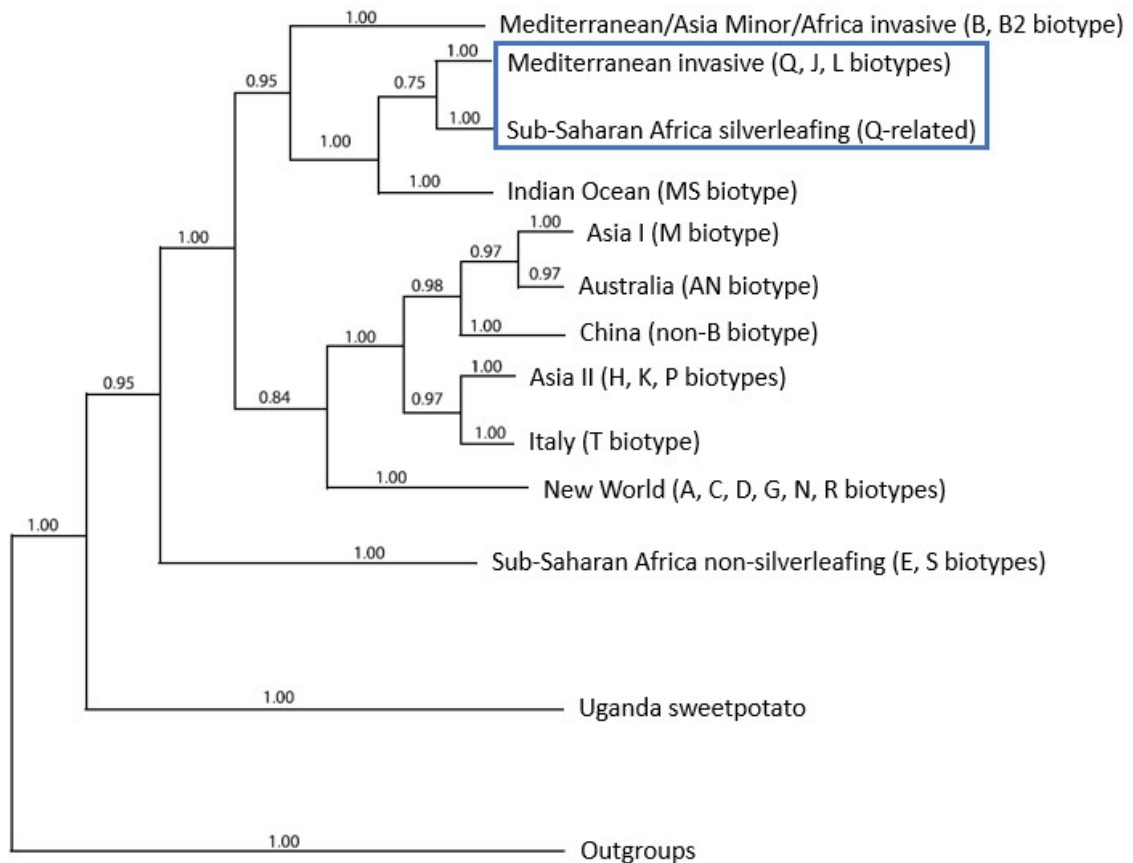 1.00
Mediterranean/Asia Minor/Africa invasive (B, B2 biotype)
1.00
Mediterranean invasive (Q, J, L biotypes)
0.95
0.75
1.00
Sub-Saharan Africa silverleafing (Q-related)
1.00
1.00
Indian Ocean (MS biotype)
1.00
Asia I (M biotype)
1.00
0.97
0.97
Australia (AN biotype)
0.98
1.00
China (non-B biotype)
1.00
1.00
Asia II (H, K, P biotypes)
0.95
0.84
0.97
1.00
Italy (T biotype)
1.00
New World (A, C, D, G, N, R biotypes)
1.00
1.00
Sub-Saharan Africa non-silverleafing (E, S biotypes)
1.00
Uganda sweetpotato
1.00
Outgroups